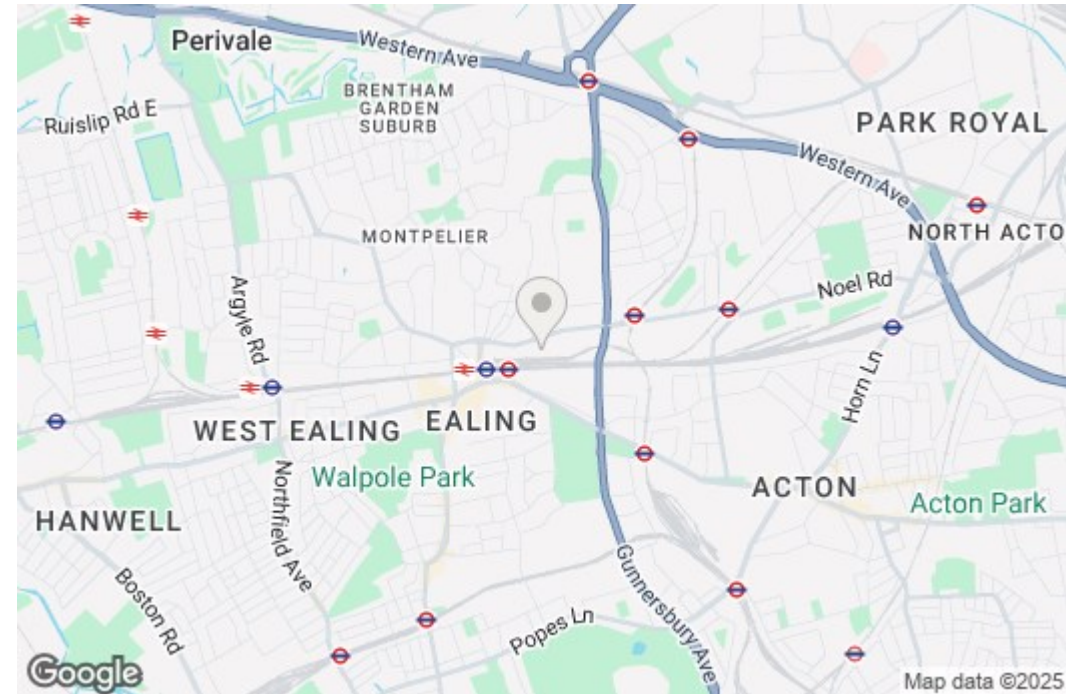 Perivale
Western Ave
BRENTHAM
GARDEN
SUBURB
Ruislip Rd E
PARK ROYAL
Western Ave
MONTPELIER
NORTH ACTO
Argyle Rd
Noel Rd
Horn Ln
WEST EALING
EALING
Walpole Park
ACTON
Acton Park
HANWELL
Northfield Ave
Boston Rd
Gunnersbury Ave
Popes Ln
Google
Map data ©2025